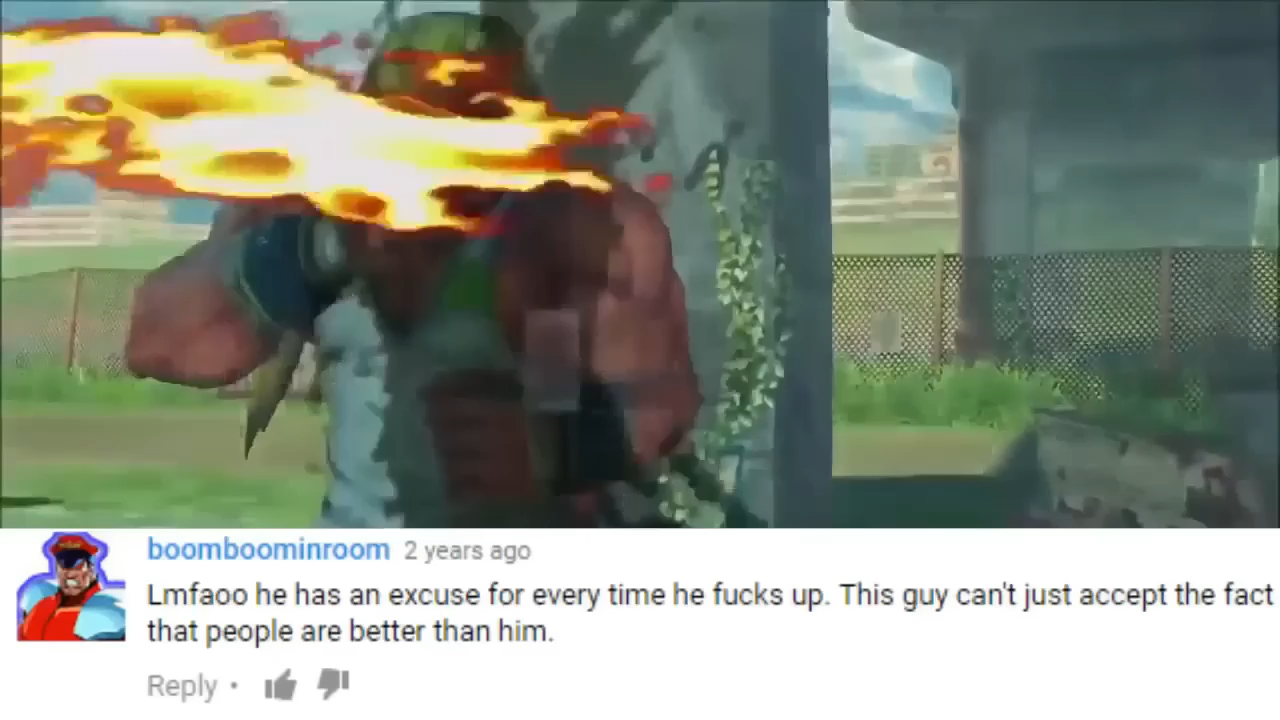 boomboominroom 2 years ago
Lmfaoo he has an excuse for every time he fucks up. This guy can't just accept the fact
that people are better than him.
Reply •